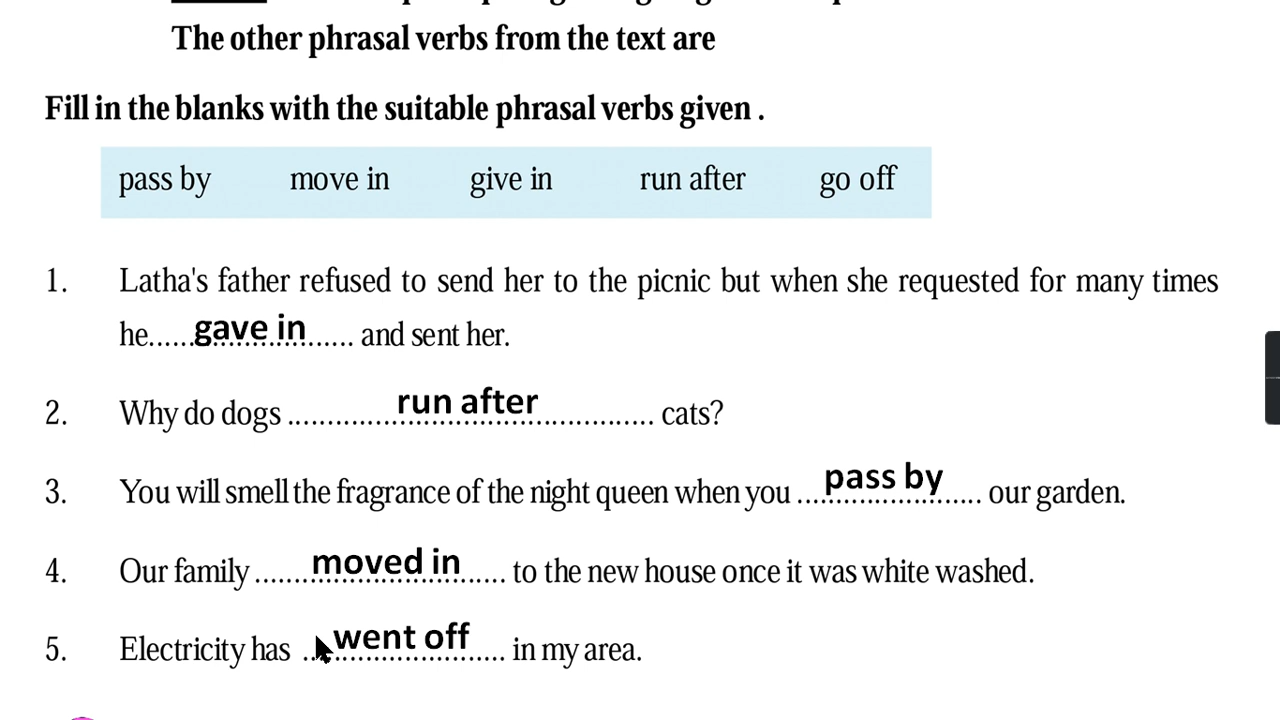 The other phrasal verbs from the text are
Fill in the blanks with the suitable phrasal verbs given .
pass by move in give in run after go off
1. Latha's father refused to send her to the picnic but when she requested for many times
he.....gave in..... and sent her.
2. Why do dogs .....run after..... cats?
3. You will smell the fragrance of the night queen when you .....pass by..... our garden.
4. Our family .....moved in..... to the new house once it was white washed.
5. Electricity has .....went off..... in my area.